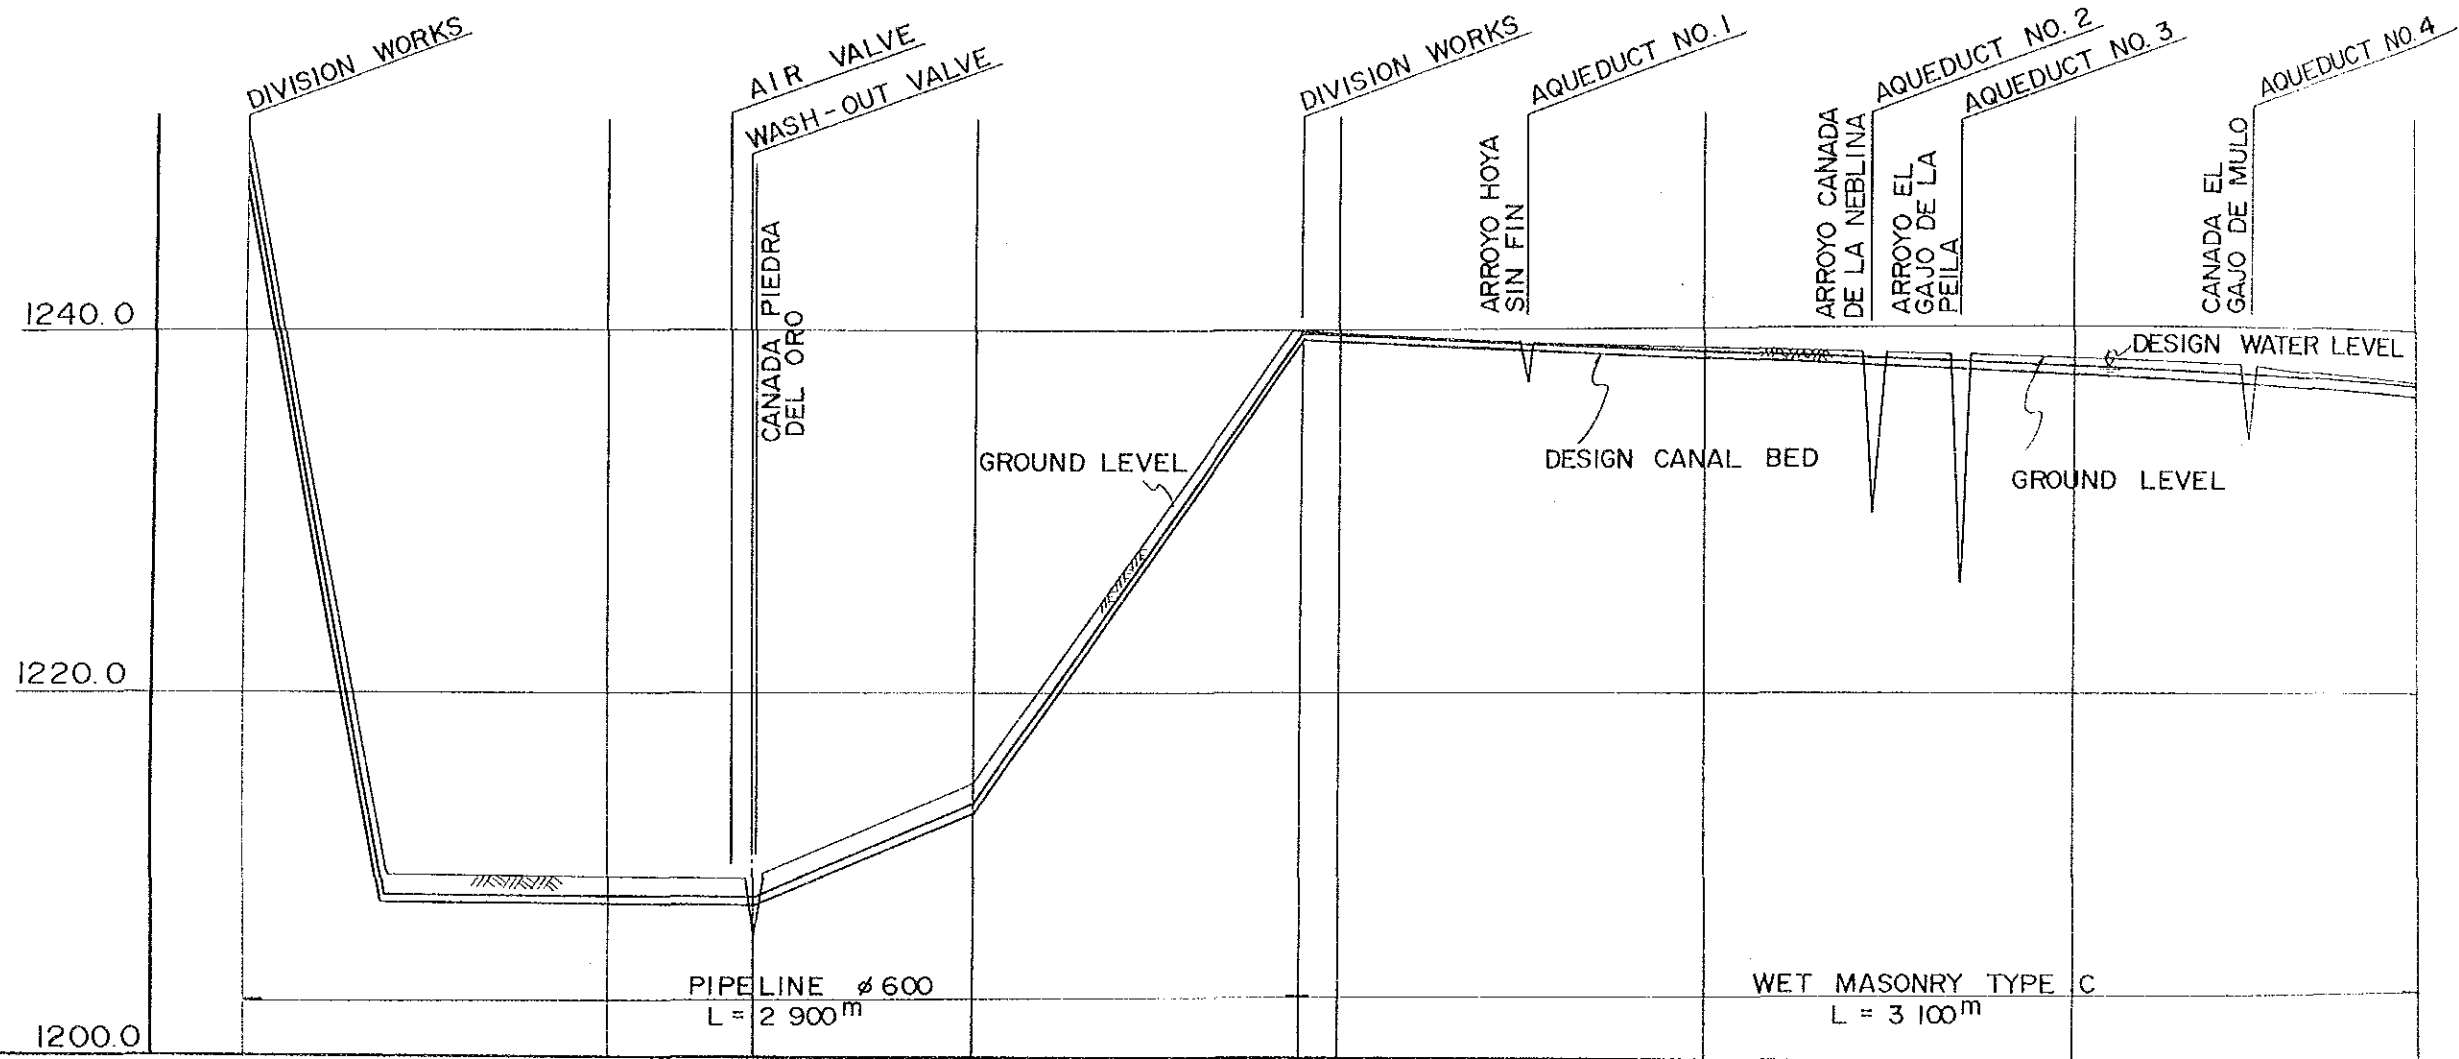 DIVISION WORKS
AIR VALVE
WASH-OUT VALVE
DIVISION WORKS
AQUEDUCT NO. 1
AQUEDUCT NO. 2
AQUEDUCT NO. 3
AQUEDUCT NO. 4
CANADA PIEDRA
DEL ORO
ARROYO HOYA
SIN FIN
ARROYO CANADA
DE LA NEBLINA
ARROYO EL
GAJO DE LA
PEILA
CANADA EL
GAJO DE MULO
1240.0
DESIGN WATER LEVEL
GROUND LEVEL
DESIGN CANAL BED
GROUND LEVEL
1220.0
PIPELINE ø 600
L = 2 900 m
WET MASONRY TYPE C
L = 3 100 m
1200.0